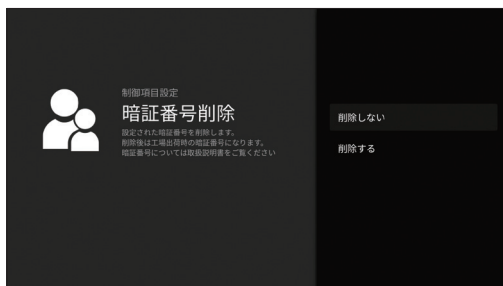 制御項目設定
暗証番号削除
設定された暗証番号を削除します。
削除後は工場出荷時の暗証番号になります。
暗証番号については取扱説明書をご覧ください
削除しない
削除する